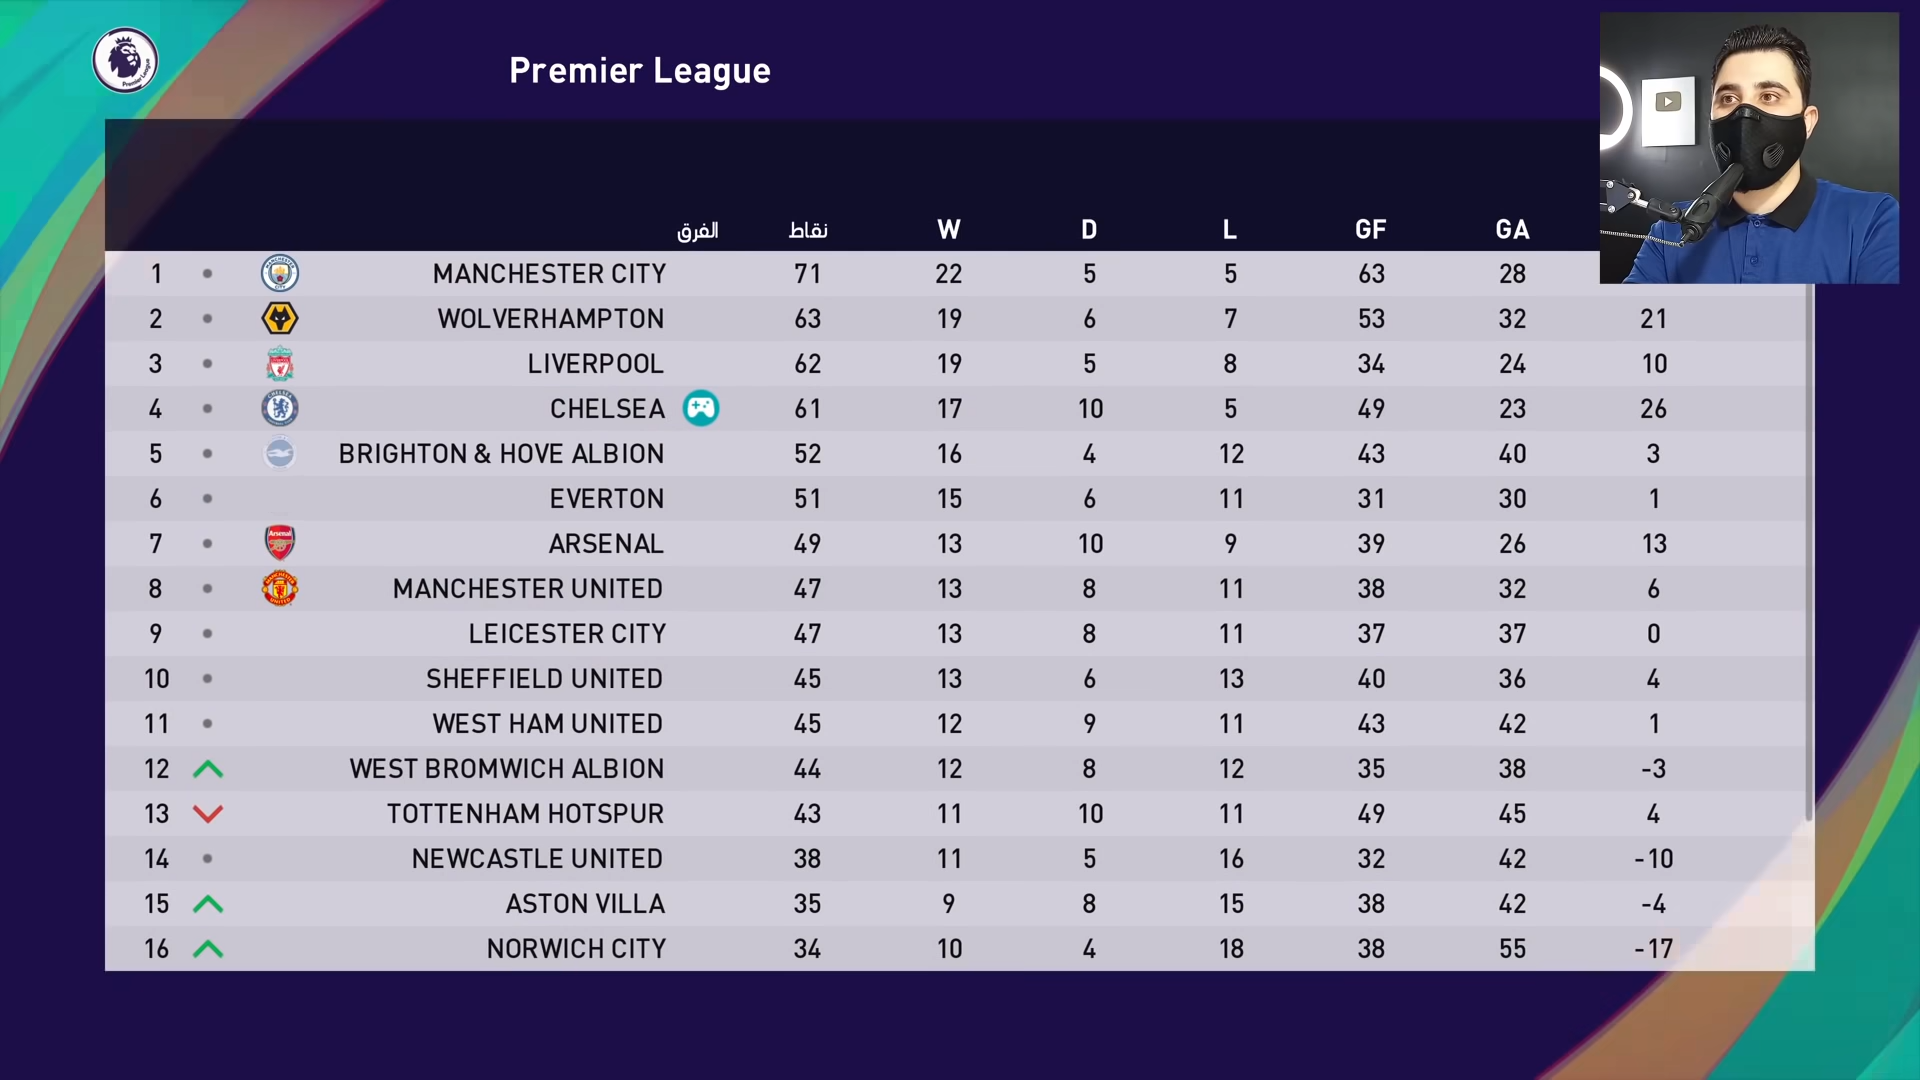 Premier League
الفرق نقاط W D L GF GA
1 MANCHESTER CITY 71 22 5 5 63 28
2 WOLVERHAMPTON 63 19 6 7 53 32 21
3 LIVERPOOL 62 19 5 8 34 24 10
4 CHELSEA 61 17 10 5 49 23 26
5 BRIGHTON & HOVE ALBION 52 16 4 12 43 40 3
6 EVERTON 51 15 6 11 31 30 1
7 ARSENAL 49 13 10 9 39 26 13
8 MANCHESTER UNITED 47 13 8 11 38 32 6
9 LEICESTER CITY 47 13 8 11 37 37 0
10 SHEFFIELD UNITED 45 13 6 13 40 36 4
11 WEST HAM UNITED 45 12 9 11 43 42 1
12 WEST BROMWICH ALBION 44 12 8 12 35 38 -3
13 TOTTENHAM HOTSPUR 43 11 10 11 49 45 4
14 NEWCASTLE UNITED 38 11 5 16 32 42 -10
15 ASTON VILLA 35 9 8 15 38 42 -4
16 NORWICH CITY 34 10 4 18 38 55 -17